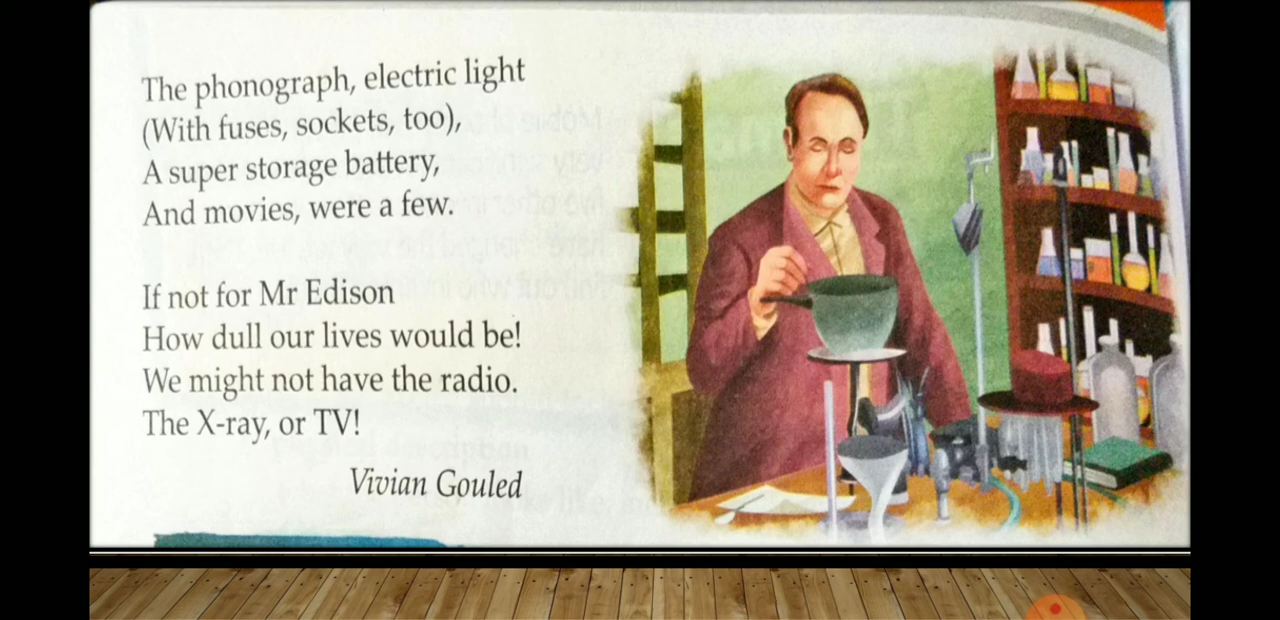 The phonograph, electric light
(With fuses, sockets, too),
A super storage battery,
And movies, were a few.
If not for Mr Edison
How dull our lives would be!
We might not have the radio.
The X-ray, or TV!
Vivian Gouled